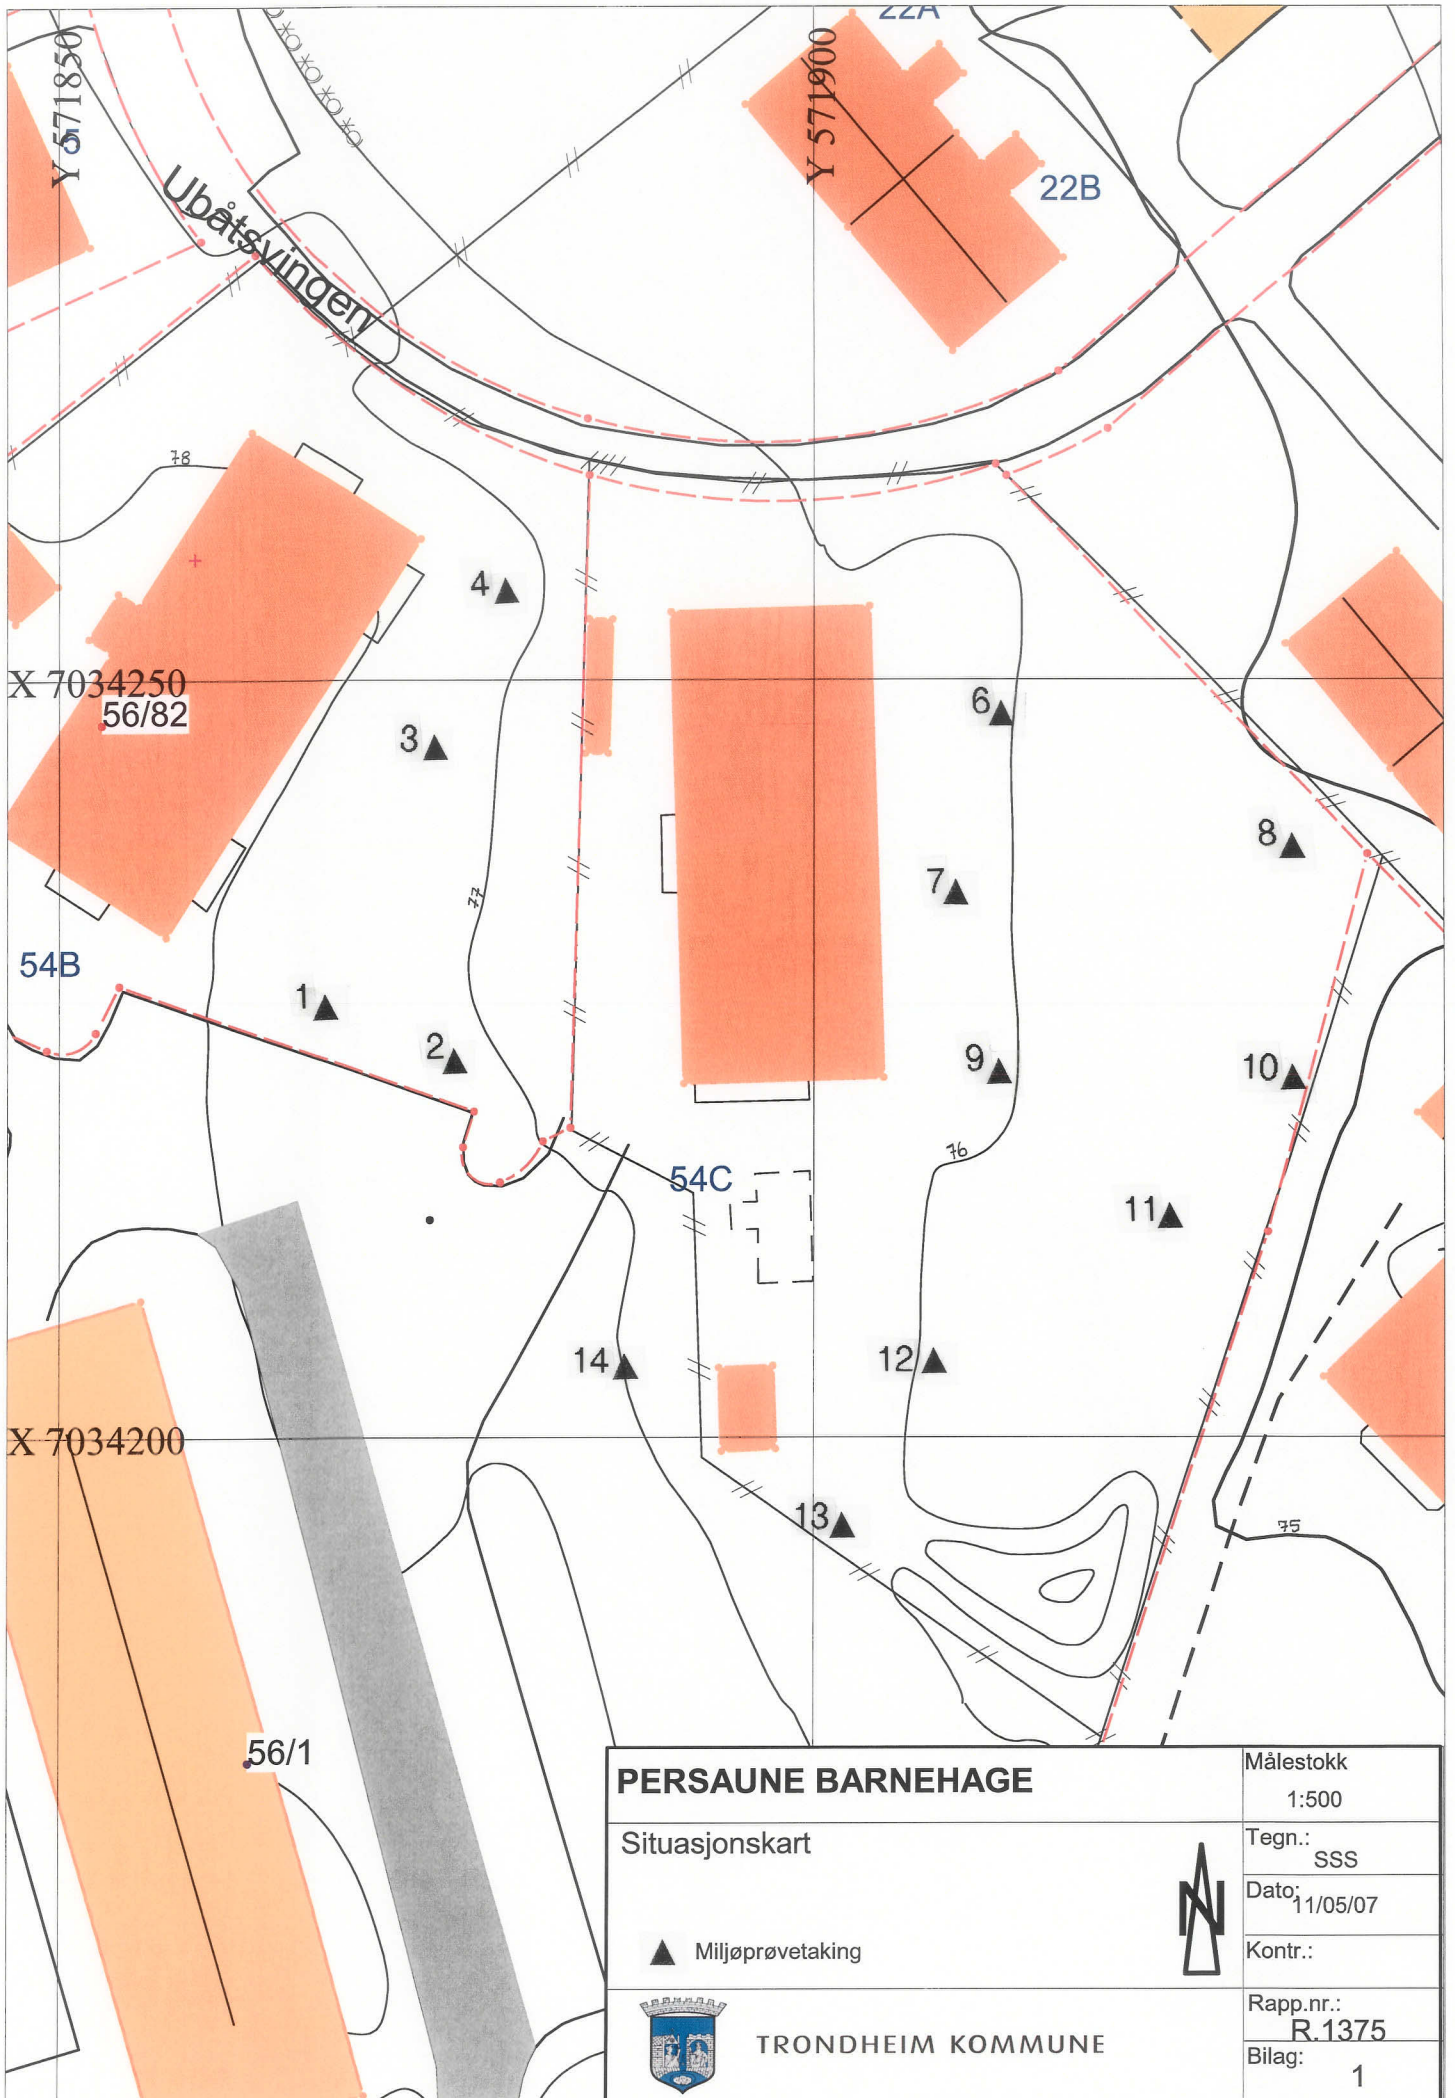 22A
Y 571850
Y 571900
5
22B
Ubåtsvingen
78
4
X 7034250
56/82
6
3
8
7
77
54B
1
2
9
10
76
54C
11
14
12
X 7034200
13
75
56/1
PERSAUNE BARNEHAGE
Målestokk
1:500
Situasjonskart
Tegn.:
SSS
Dato:
11/05/07
N
Miljøprøvetaking
Kontr.:
Rapp.nr.:
R.1375
TRONDHEIM KOMMUNE
Bilag:
1